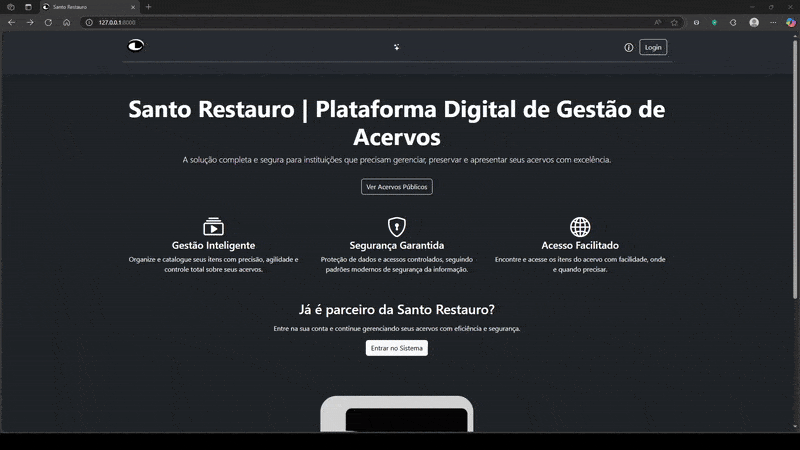 Santo Restauro
127.0.0.1:8000
Login
Santo Restauro | Plataforma Digital de Gestão de
Acervos
A solução completa e segura para instituições que precisam gerenciar, preservar e apresentar seus acervos com excelência.
Ver Acervos Públicos
Gestão Inteligente
Organize e catalogue seus itens com precisão, agilidade e
controle total sobre seus acervos.
Segurança Garantida
Proteção de dados e acessos controlados, seguindo
padrões modernos de segurança da informação.
Acesso Facilitado
Encontre e acesse os itens do acervo com facilidade, onde
e quando precisar.
Já é parceiro da Santo Restauro?
Entre na sua conta e continue gerenciando seus acervos com eficiência e segurança.
Entrar no Sistema